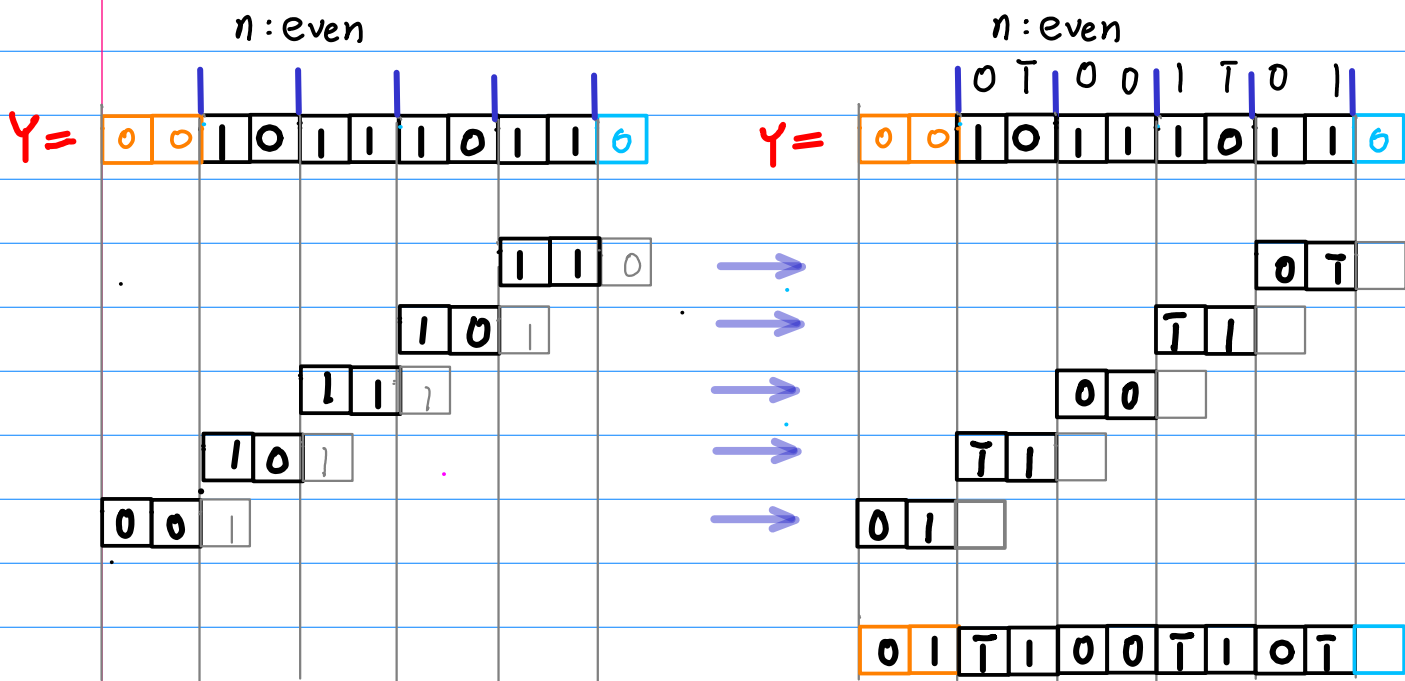 n : even n : even
0 1̅ 0 0 1 1̅ 0 1
Y= 0 0 1 0 1 1 1 0 1 1 0 Y= 0 0 1 0 1 1 1 0 1 1 0
1 1 0 0 1̅
1 0 1 1̅ 1
1 1 1 0 0
1 0 1 1̅ 1
0 0 1 0 1
0 1 1̅ 1 0 0 1̅ 1 0 1̅